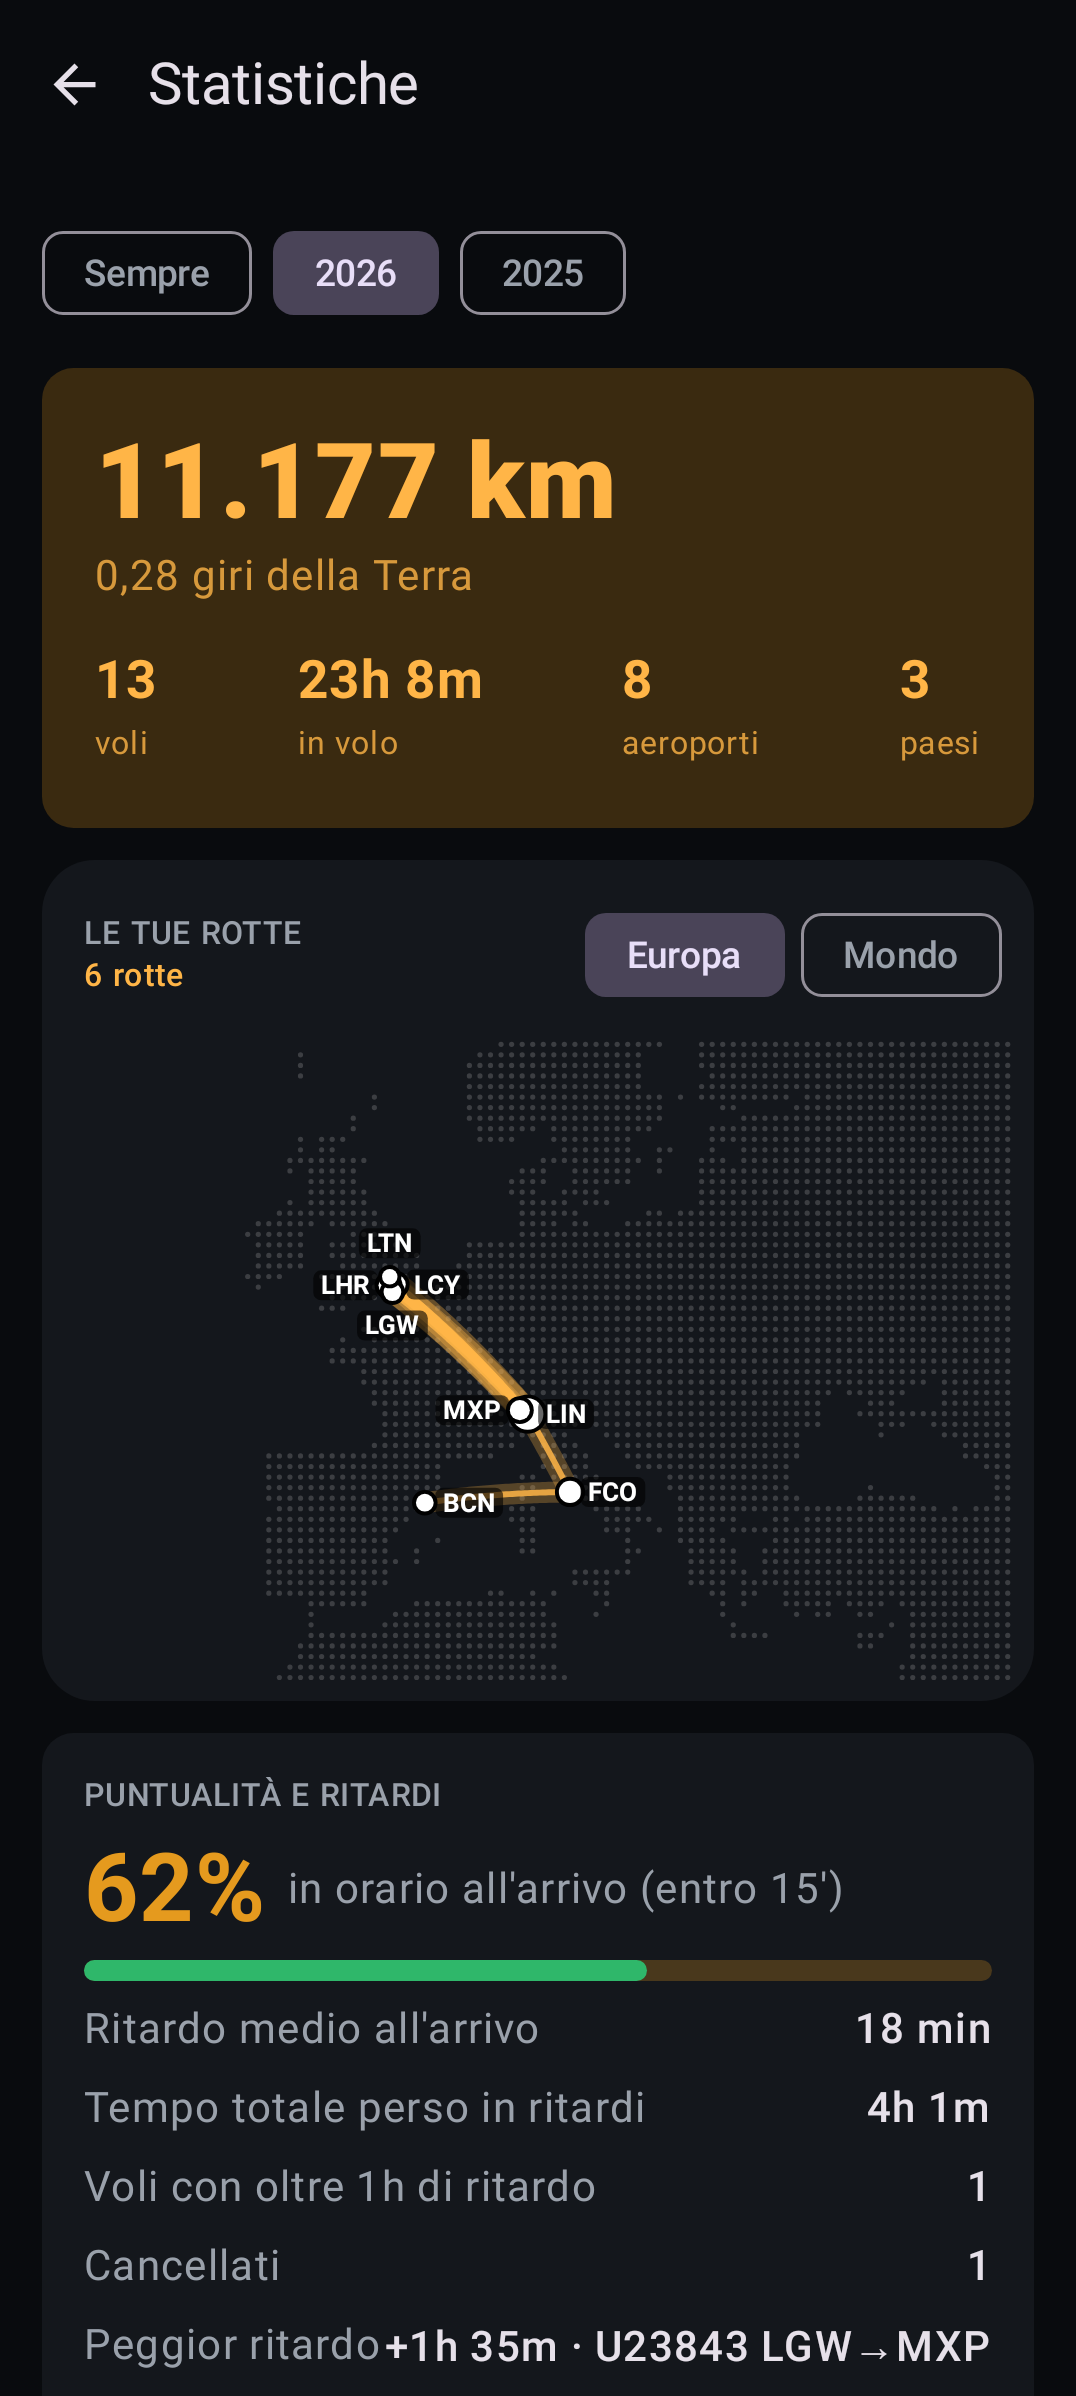 Statistiche
Sempre 2026 2025
11.177 km
0,28 giri della Terra
13 23h 8m 8 3
voli in volo aeroporti paesi
LE TUE ROTTE
6 rotte
Europa Mondo
LTN
LHR LCY
LGW
MXP LIN
FCO
BCN
PUNTUALITÀ E RITARDI
62% in orario all'arrivo (entro 15')
Ritardo medio all'arrivo 18 min
Tempo totale perso in ritardi 4h 1m
Voli con oltre 1h di ritardo 1
Cancellati 1
Peggior ritardo +1h 35m · U23843 LGW→MXP